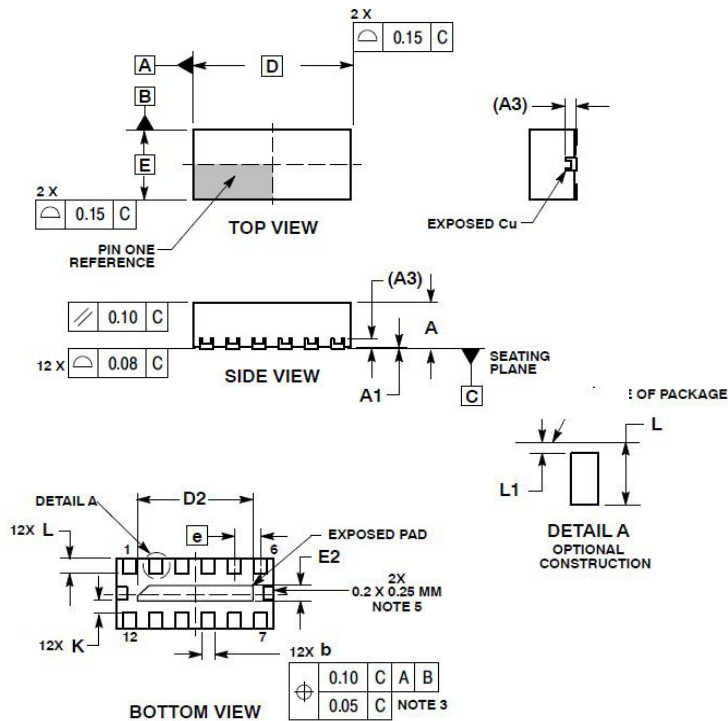 2 X
⌓ 0.15 C
A
D
B
E
2 X
⌓ 0.15 C
TOP VIEW
PIN ONE
REFERENCE
(A3)
EXPOSED Cu
// 0.10 C
12 X ⌓ 0.08 C
(A3)
A
SIDE VIEW
A1
SEATING
PLANE
C
E OF PACKAGE
L
L1
DETAIL A
OPTIONAL
CONSTRUCTION
DETAIL A
D2
e
EXPOSED PAD
12X L
1
6
E2
2X
0.2 X 0.25 MM
NOTE 5
12X K
12
7
12X b
⌖ 0.10 C A B
0.05 C NOTE 3
BOTTOM VIEW